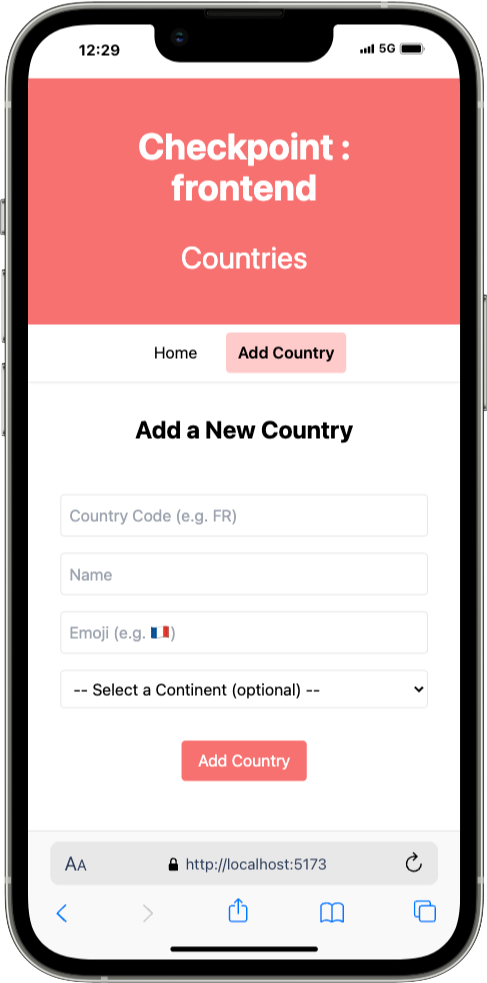 12:29
5G
Checkpoint :
frontend
Countries
Home
Add Country
Add a New Country
Country Code (e.g. FR)
Name
Emoji (e.g. 🇫🇷)
-- Select a Continent (optional) --
Add Country
AA
http://localhost:5173